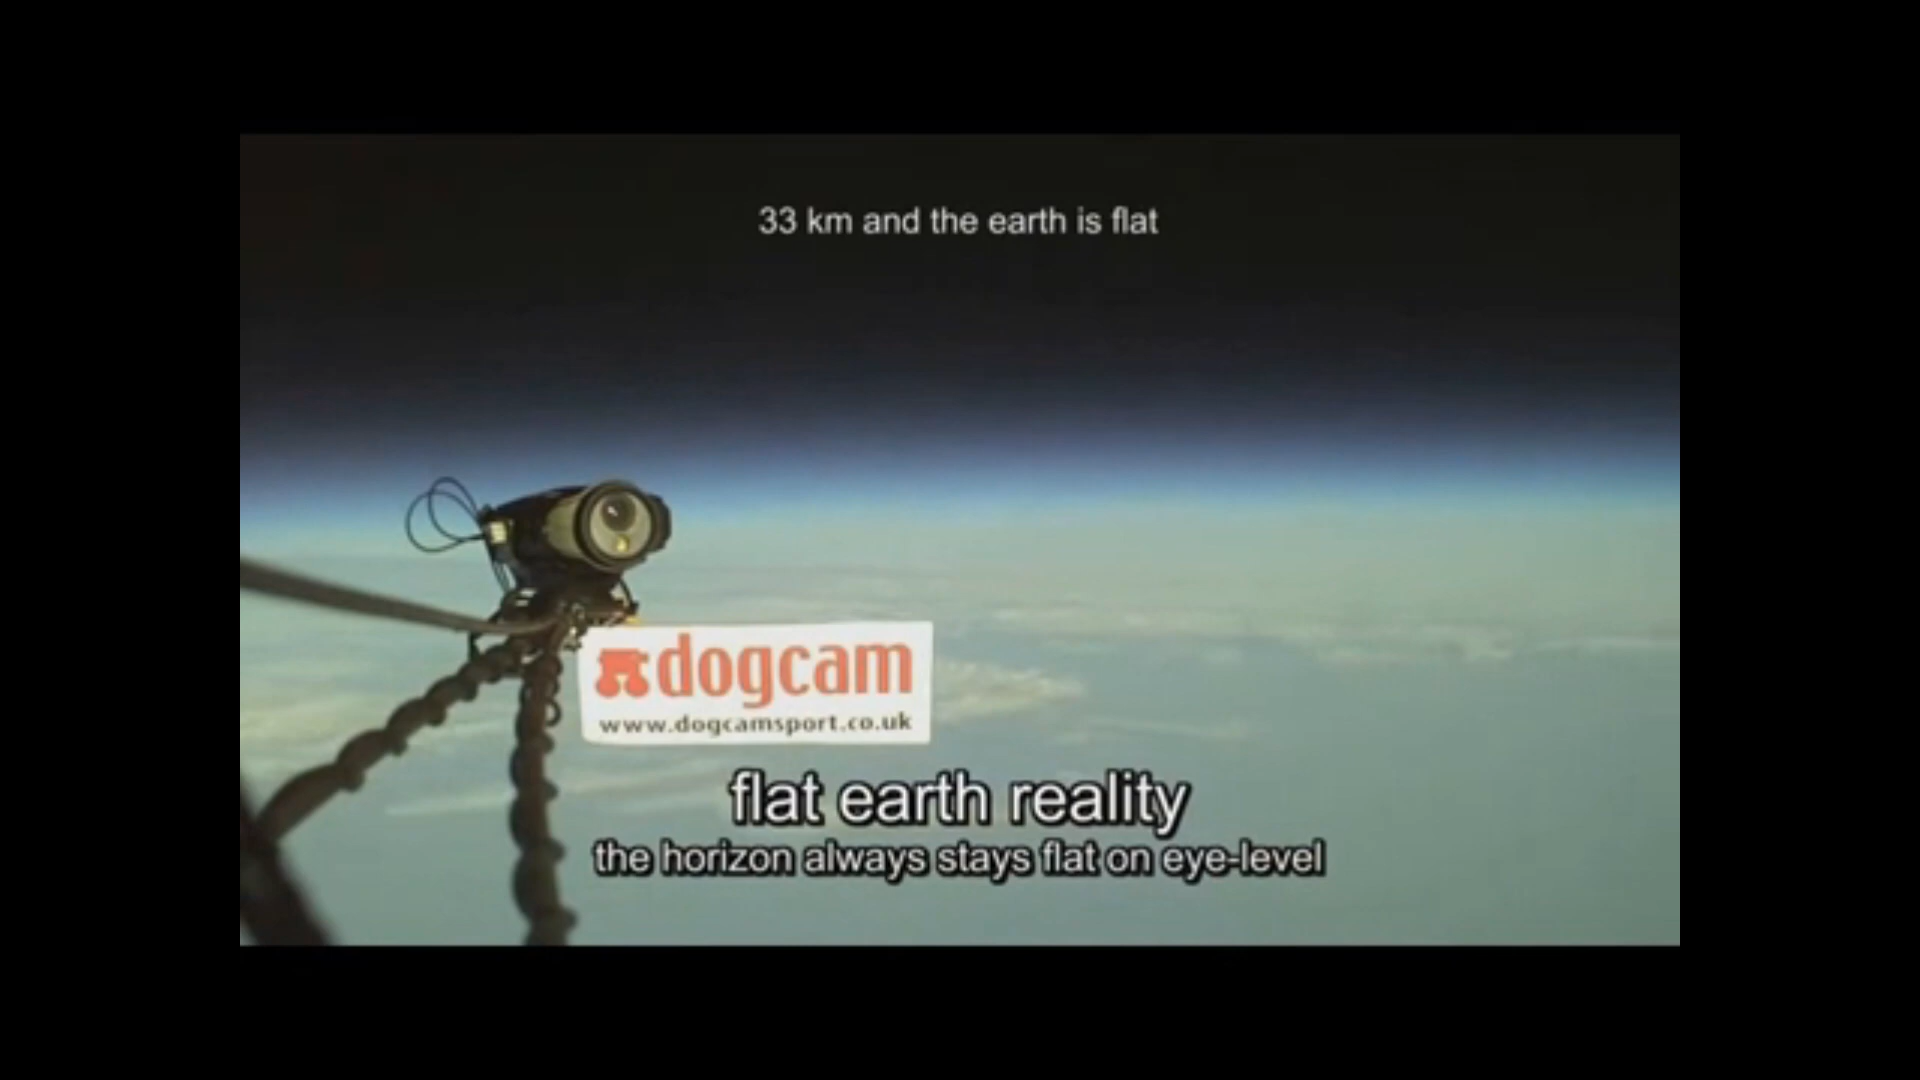 33 km and the earth is flat
dogcam
www.dogcamsport.co.uk
flat earth reality
the horizon always stays flat on eye-level